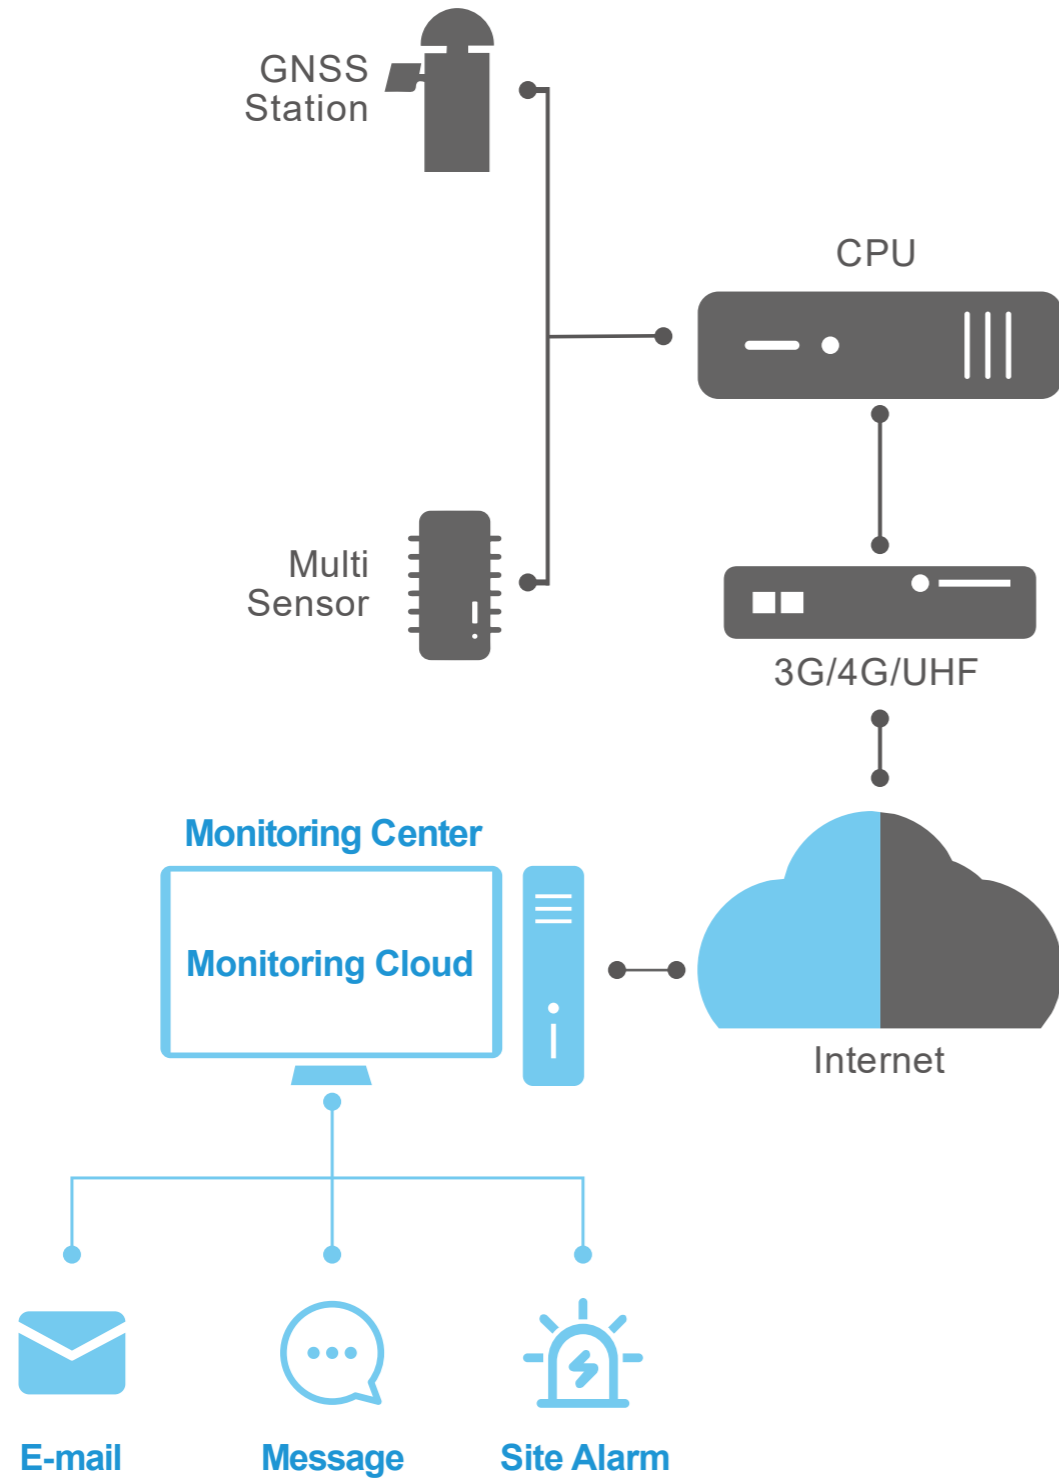 GNSS
Station
CPU
Multi
Sensor
3G/4G/UHF
Monitoring Center
Monitoring Cloud
Internet
E-mail
Message
Site Alarm